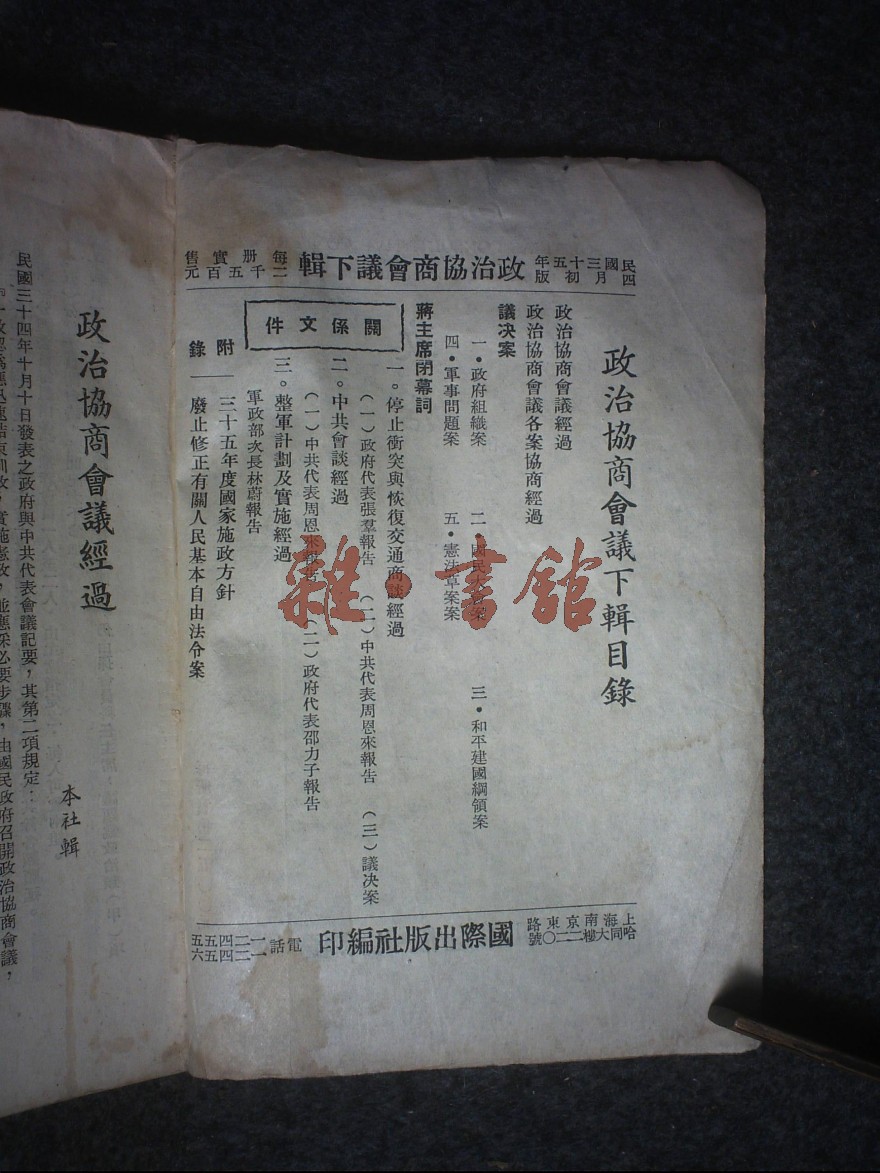 民國三十五年
四月初版
政治協商會議下輯
每册實售
二千五百元
政治協商會議下輯目錄
政治協商會議經過
政治協商會議各案協商經過
議決案
一•政府組織案 二•國民大會案 三•和平建國綱領案
四•軍事問題案 五•憲法草案案
蔣主席閉幕詞
關係文件
一。停止衝突與恢復交通商談經過
(一)政府代表張羣報告 (二)中共代表周恩來報告 (三)議决案
二。中共會談經過
(一)中共代表周恩來報告 (二)政府代表邵力子報告
三。整軍計劃及實施經過
軍政部次長林蔚報告
附錄
三十五年度國家施政方針
廢止修正有關人民基本自由法令案
上海南京東路
哈同大樓二二〇號
國際出版社編印
電話
雜·書館
政治協商會議經過
本社輯
民國三十四年十月十日發表之政府與中共代表會議記要，其第二項規定：
實施憲政，並應采必要步驟，由國民政府召開政治協商會議，